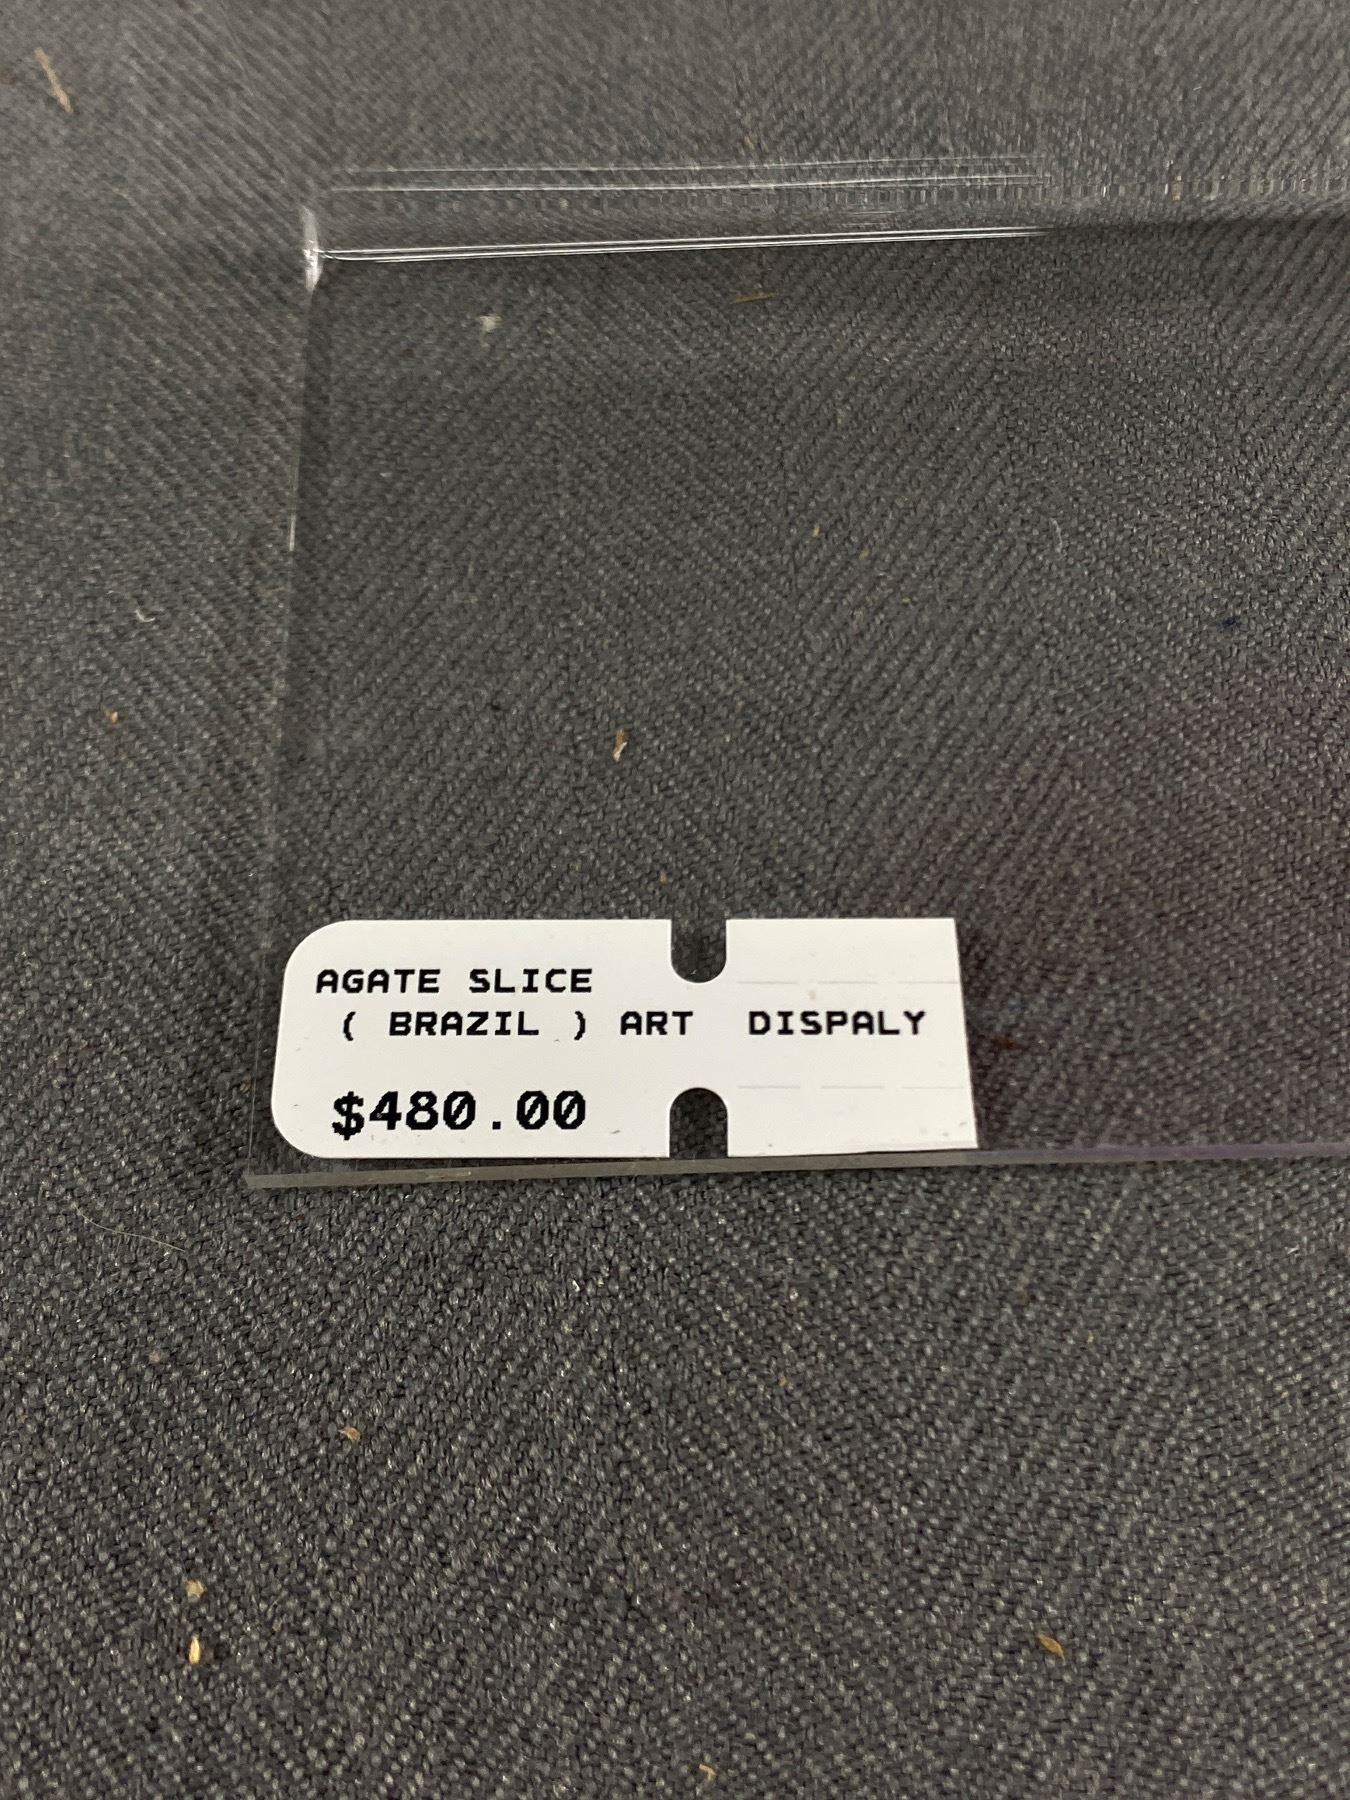 AGATE SLICE
( BRAZIL ) ART DISPALY
$480.00